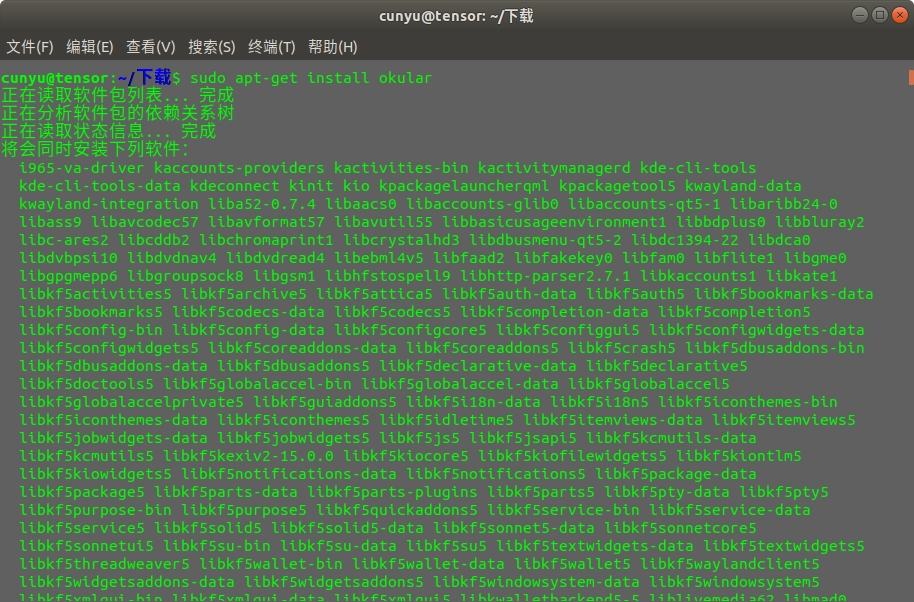 cunyu@tensor: ~/下载
文件(F) 编辑(E) 查看(V) 搜索(S) 终端(T) 帮助(H)
cunyu@tensor:~/下载$ sudo apt-get install okular
正在读取软件包列表... 完成
正在分析软件包的依赖关系树
正在读取状态信息... 完成
将会同时安装下列软件:
i965-va-driver kaccounts-providers kactivities-bin kactivitymanagerd kde-cli-tools
kde-cli-tools-data kdeconnect kinit kio kpackagelauncherqml kpackagetool5 kwayland-data
kwayland-integration liba52-0.7.4 libaacs0 libaccounts-glib0 libaccounts-qt5-1 libaribb24-0
libass9 libavcodec57 libavformat57 libavutil55 libbasicusageenvironment1 libbdplus0 libbluray2
libc-ares2 libcddb2 libchromaprint1 libcrystalhd3 libdbusmenu-qt5-2 libdc1394-22 libdca0
libdvbpsi10 libdvdnav4 libdvdread4 libebml4v5 libfaad2 libfakekey0 libfam0 libflite1 libgme0
libgpgmepp6 libgroupsock8 libgsm1 libhfstospell9 libhttp-parser2.7.1 libkaccounts1 libkate1
libkf5activities5 libkf5archive5 libkf5attica5 libkf5auth-data libkf5auth5 libkf5bookmarks-data
libkf5bookmarks5 libkf5codecs-data libkf5codecs5 libkf5completion-data libkf5completion5
libkf5config-bin libkf5config-data libkf5configcore5 libkf5configgui5 libkf5configwidgets-data
libkf5configwidgets5 libkf5coreaddons-data libkf5coreaddons5 libkf5crash5 libkf5dbusaddons-bin
libkf5dbusaddons-data libkf5dbusaddons5 libkf5declarative-data libkf5declarative5
libkf5doctools5 libkf5globalaccel-bin libkf5globalaccel-data libkf5globalaccel5
libkf5globalaccelprivate5 libkf5guiaddons5 libkf5i18n-data libkf5i18n5 libkf5iconthemes-bin
libkf5iconthemes-data libkf5iconthemes5 libkf5idletime5 libkf5itemviews-data libkf5itemviews5
libkf5jobwidgets-data libkf5jobwidgets5 libkf5js5 libkf5jsapi5 libkf5kcmutils-data
libkf5kcmutils5 libkf5kexiv2-15.0.0 libkf5kiocore5 libkf5kiofilewidgets5 libkf5kiontlm5
libkf5kiowidgets5 libkf5notifications-data libkf5notifications5 libkf5package-data
libkf5package5 libkf5parts-data libkf5parts-plugins libkf5parts5 libkf5pty-data libkf5pty5
libkf5purpose-bin libkf5purpose5 libkf5quickaddons5 libkf5service-bin libkf5service-data
libkf5service5 libkf5solid5 libkf5solid5-data libkf5sonnet5-data libkf5sonnetcore5
libkf5sonnetui5 libkf5su-bin libkf5su-data libkf5su5 libkf5textwidgets-data libkf5textwidgets5
libkf5threadweaver5 libkf5wallet-bin libkf5wallet-data libkf5wallet5 libkf5waylandclient5
libkf5widgetsaddons-data libkf5widgetsaddons5 libkf5windowsystem-data libkf5windowsystem5
libkf5xmlgui-bin libkf5xmlgui-data libkf5xmlgui5 libkwalletbackend5-5 liblivemedia62 libmad0